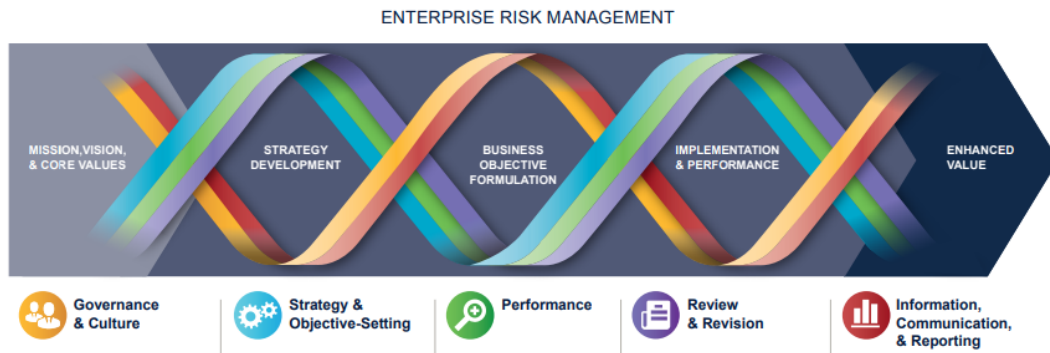 ENTERPRISE RISK MANAGEMENT
MISSION,VISION,
& CORE VALUES
STRATEGY
DEVELOPMENT
BUSINESS
OBJECTIVE
FORMULATION
IMPLEMENTATION
& PERFORMANCE
ENHANCED
VALUE
Governance
& Culture
Strategy &
Objective-Setting
Performance
Review
& Revision
Information,
Communication,
& Reporting